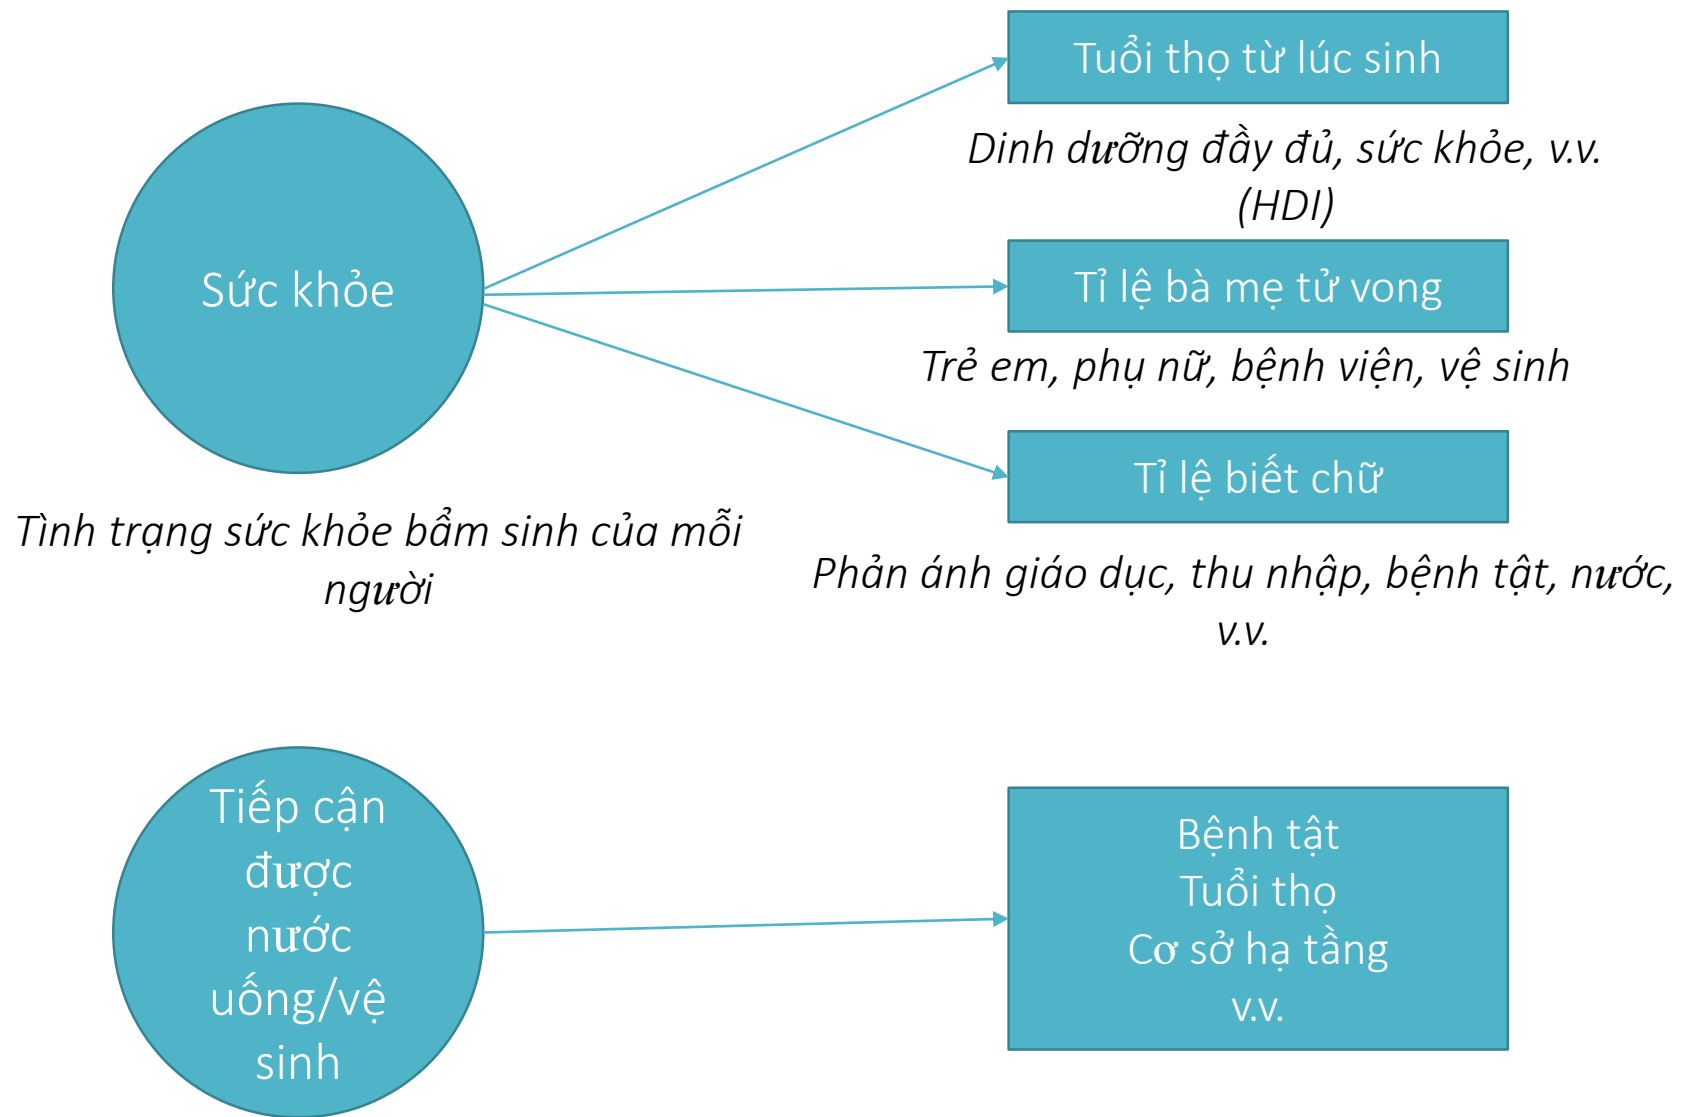 Sức khỏe
Tình trạng sức khỏe bẩm sinh của mỗi
người
Tuổi thọ từ lúc sinh
Dinh dưỡng đầy đủ, sức khỏe, v.v.
(HDI)
Tỉ lệ bà mẹ tử vong
Trẻ em, phụ nữ, bệnh viện, vệ sinh
Tỉ lệ biết chữ
Phản ánh giáo dục, thu nhập, bệnh tật, nước,
v.v.
Tiếp cận
được
nước
uống/vệ
sinh
Bệnh tật
Tuổi thọ
Cơ sở hạ tầng
v.v.